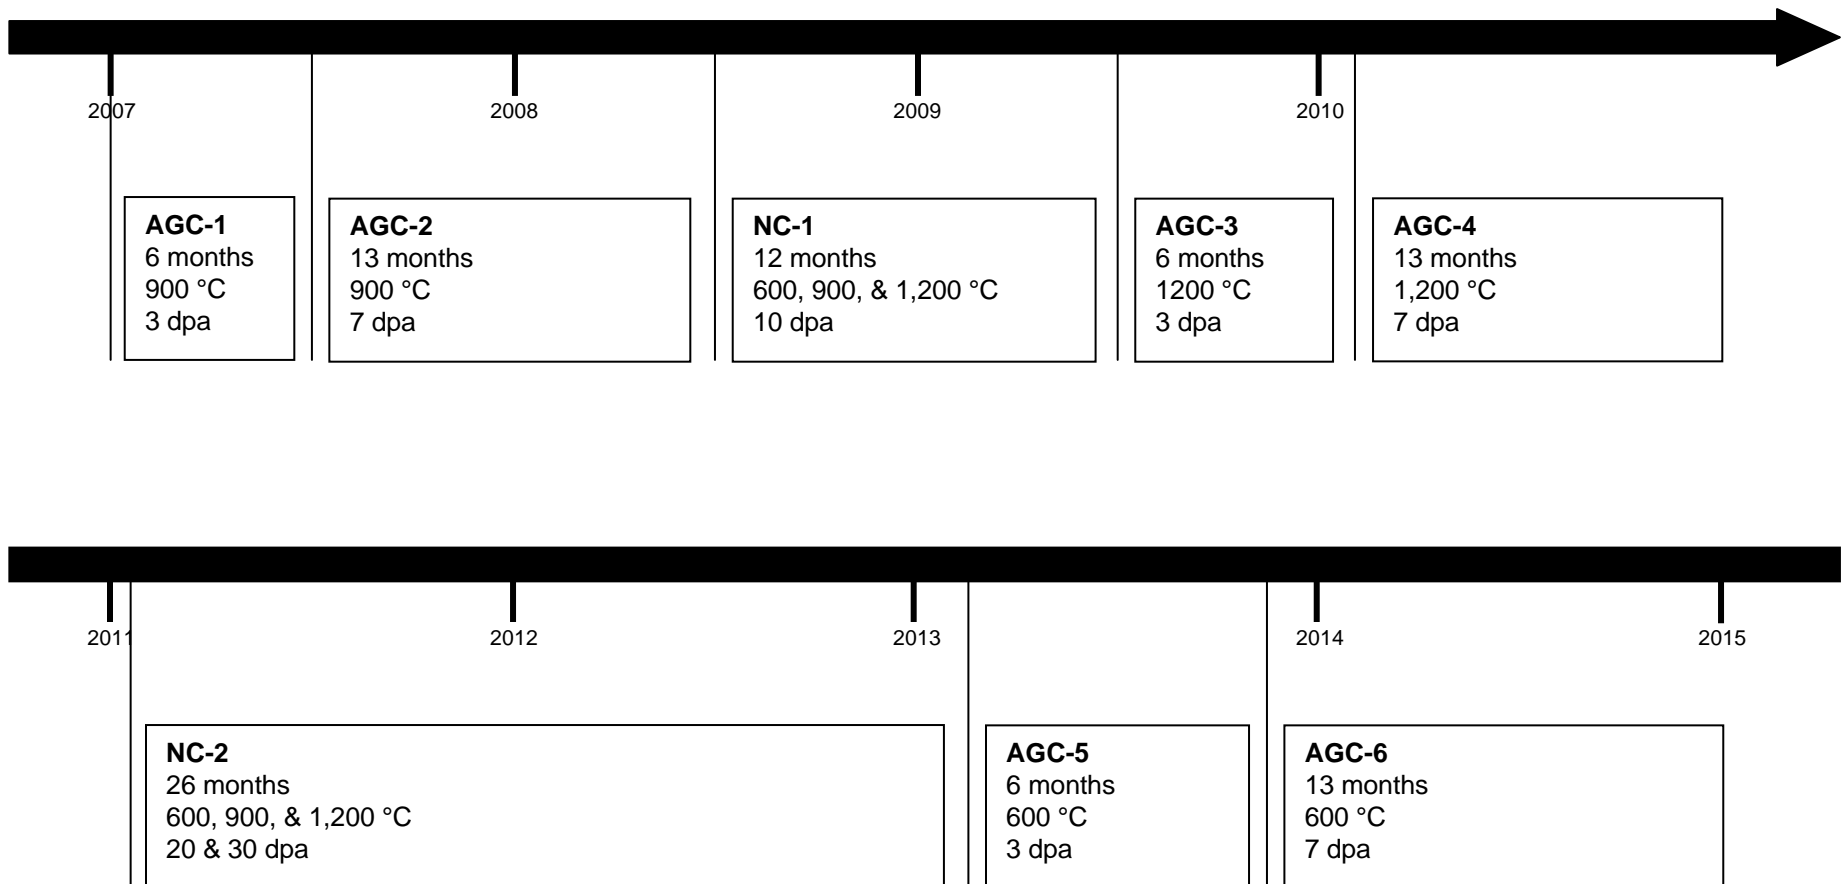 2007
2008
2009
2010
AGC-1
6 months
900 °C
3 dpa
AGC-2
13 months
900 °C
7 dpa
NC-1
12 months
600, 900, & 1,200 °C
10 dpa
AGC-3
6 months
1200 °C
3 dpa
AGC-4
13 months
1,200 °C
7 dpa
2011
2012
2013
2014
2015
NC-2
26 months
600, 900, & 1,200 °C
20 & 30 dpa
AGC-5
6 months
600 °C
3 dpa
AGC-6
13 months
600 °C
7 dpa